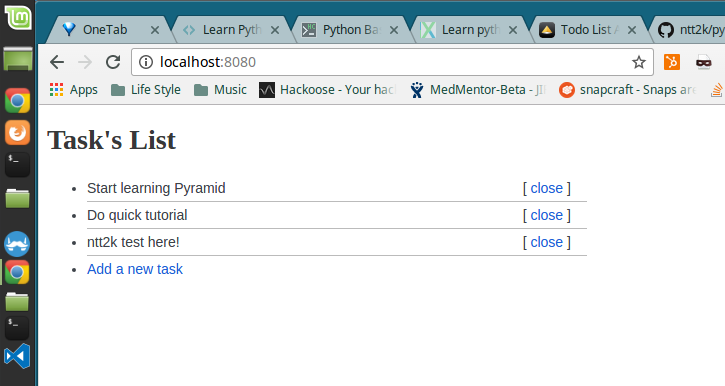 OneTab
Learn Pyth
Python Ba
Learn pyth
Todo List A
ntt2k/py
localhost:8080
Apps
Life Style
Music
Hackoose - Your hac
MedMentor-Beta - JI
snapcraft - Snaps are
Task's List
Start learning Pyramid [ close ]
Do quick tutorial [ close ]
ntt2k test here! [ close ]
Add a new task